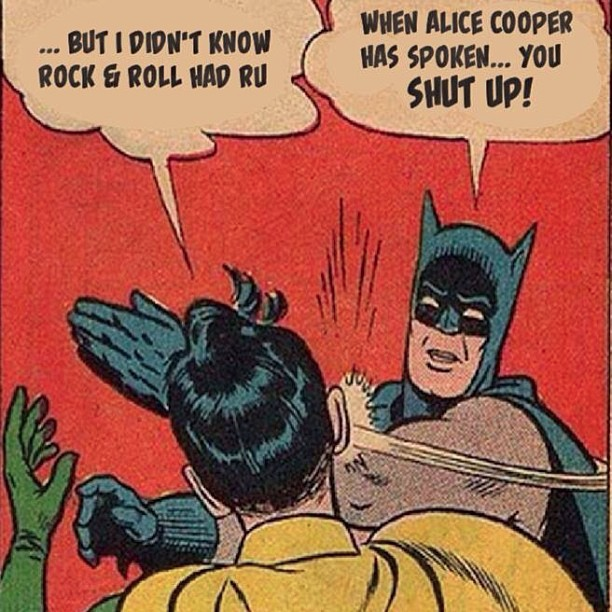 ... BUT I DIDN'T KNOW
ROCK & ROLL HAD RU
WHEN ALICE COOPER
HAS SPOKEN... YOU
SHUT UP!